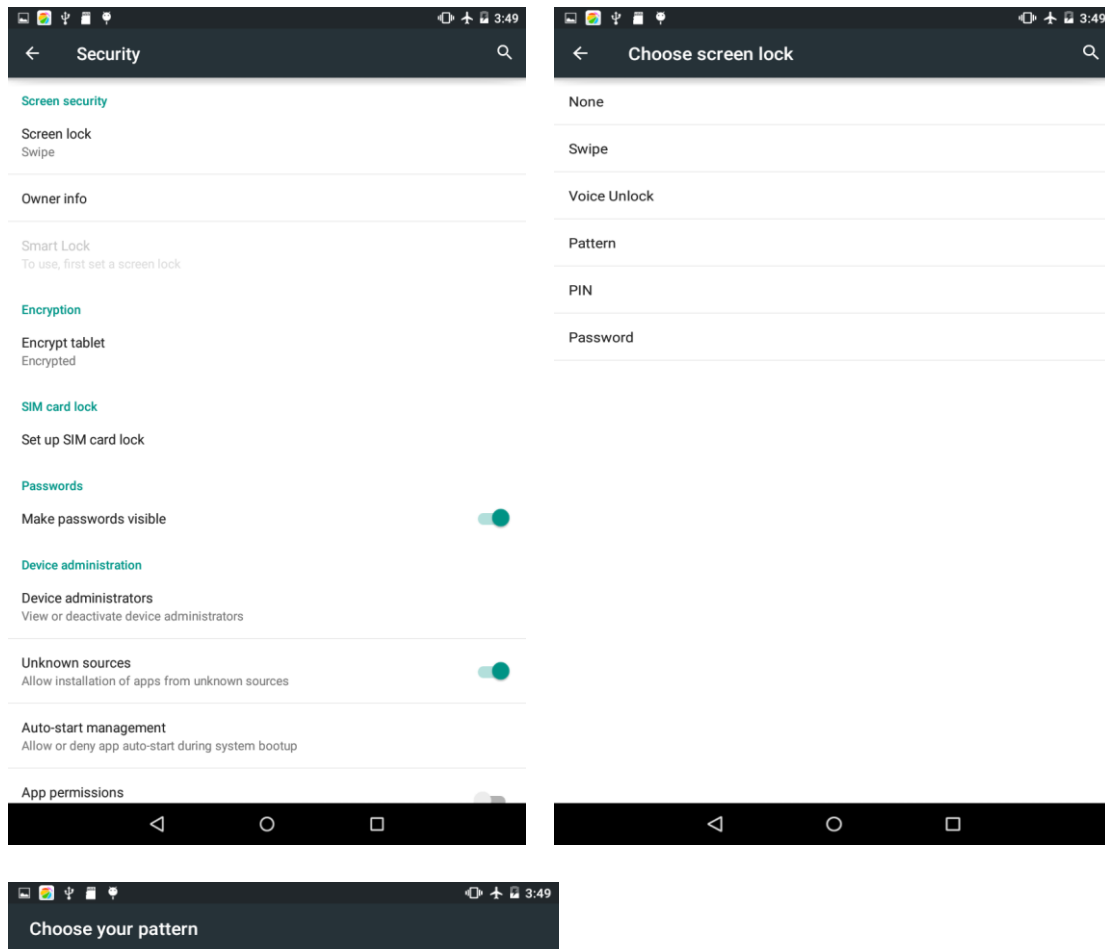 3:49
Security
Screen security
Screen lock
Swipe
Owner info
Smart Lock
To use, first set a screen lock
Encryption
Encrypt tablet
Encrypted
SIM card lock
Set up SIM card lock
Passwords
Make passwords visible
Device administration
Device administrators
View or deactivate device administrators
Unknown sources
Allow installation of apps from unknown sources
Auto-start management
Allow or deny app auto-start during system bootup
App permissions
3:49
Choose screen lock
None
Swipe
Voice Unlock
Pattern
PIN
Password
3:49
Choose your pattern